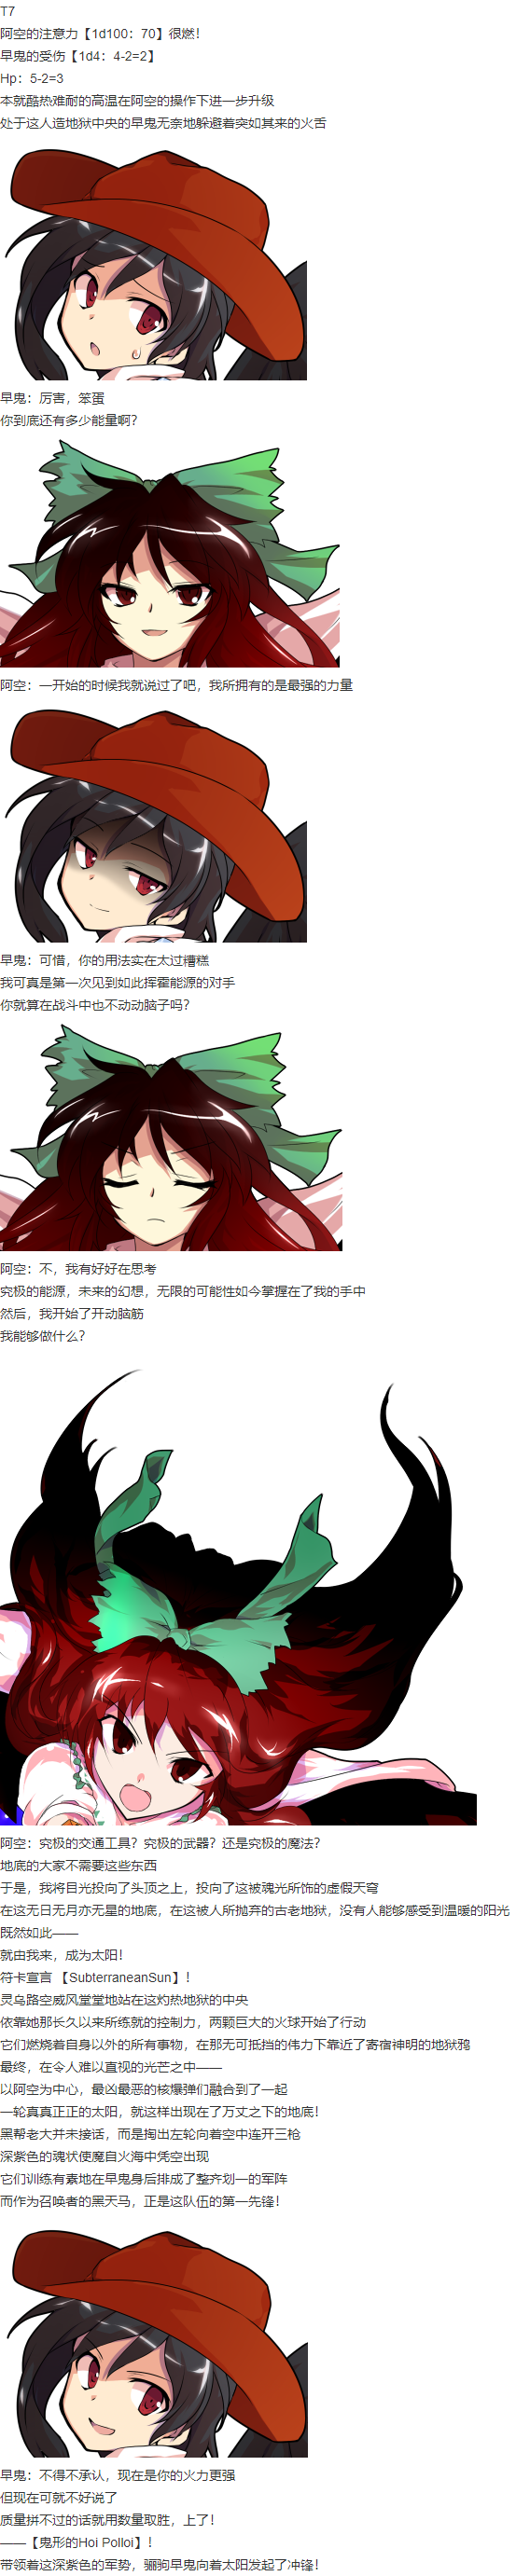 T7
阿空的注意力【1d100：70】很燃！
早鬼的受伤【1d4：4-2=2】
Hp：5-2=3
本就酷热难耐的高温在阿空的操作下进一步升级
处于这人造地狱中央的早鬼无奈地躲避着突如其来的火舌
早鬼：厉害，笨蛋
你到底还有多少能量啊？
阿空：一开始的时候我就说过了吧，我所拥有的是最强的力量
早鬼：可惜，你的用法实在太过糟糕
我可真是第一次见到如此挥霍能源的对手
你就算在战斗中也不动动脑子吗？
阿空：不，我有好好在思考
究极的能源，未来的幻想，无限的可能性如今掌握在了我的手中
然后，我开始了开动脑筋
我能够做什么？
阿空：究极的交通工具？究极的武器？还是究极的魔法？
地底的大家不需要这些东西
于是，我将目光投向了头顶之上，投向了这被魂光所饰的虚假天穹
在这无日无月亦无星的地底，在这被人所抛弃的古老地狱，没有人能够感受到温暖的阳光
既然如此——
就由我来，成为太阳！
符卡宣言 【SubterraneanSun】！
灵乌路空威风堂堂地站在这灼热地狱的中央
依靠她那长久以来所练就的控制力，两颗巨大的火球开始了行动
它们燃烧着自身以外的所有事物，在那无可抵挡的伟力下靠近了寄宿神明的地狱鸦
最终，在令人难以直视的光芒之中——
以阿空为中心，最凶最恶的核爆弹们融合到了一起
一轮真真正正的太阳，就这样出现在了万丈之下的地底！
黑帮老大并未接话，而是掏出左轮向着空中连开三枪
深紫色的魂状使魔自火海中凭空出现
它们训练有素地在早鬼身后排成了整齐划一的军阵
而作为召唤者的黑天马，正是这队伍的第一先锋！
早鬼：不得不承认，现在是你的火力更强
但现在可就不好说了
质量拼不过的话就用数量取胜，上了！
——【鬼形的Hoi Polloi】！
带领着这深紫色的军势，骊驹早鬼向着太阳发起了冲锋！